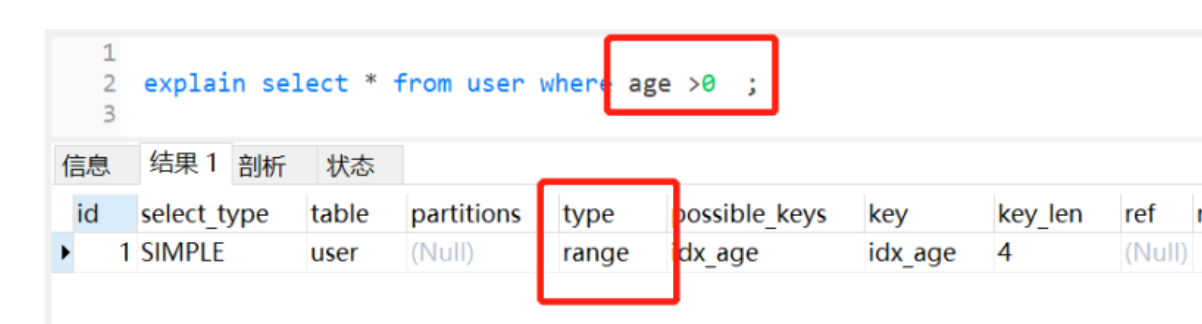 1
2 explain select * from user where age >0 ;
3
信息 结果 1 剖析 状态
id select_type table partitions type possible_keys key key_len ref
1 SIMPLE user (Null) range idx_age idx_age 4 (Null)